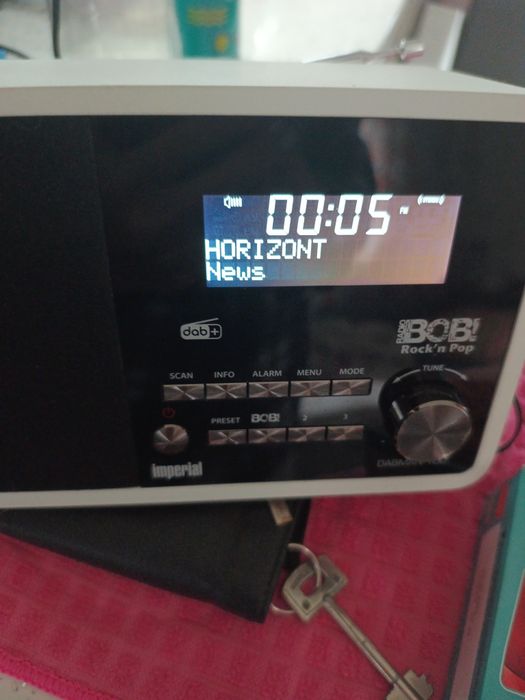 00:05
HORIZONT
News
dab+
RADIO BOB!
Rock'n Pop
SCAN INFO ALARM MENU MODE
TUNE
PRESET BOB! 2 3
imperial